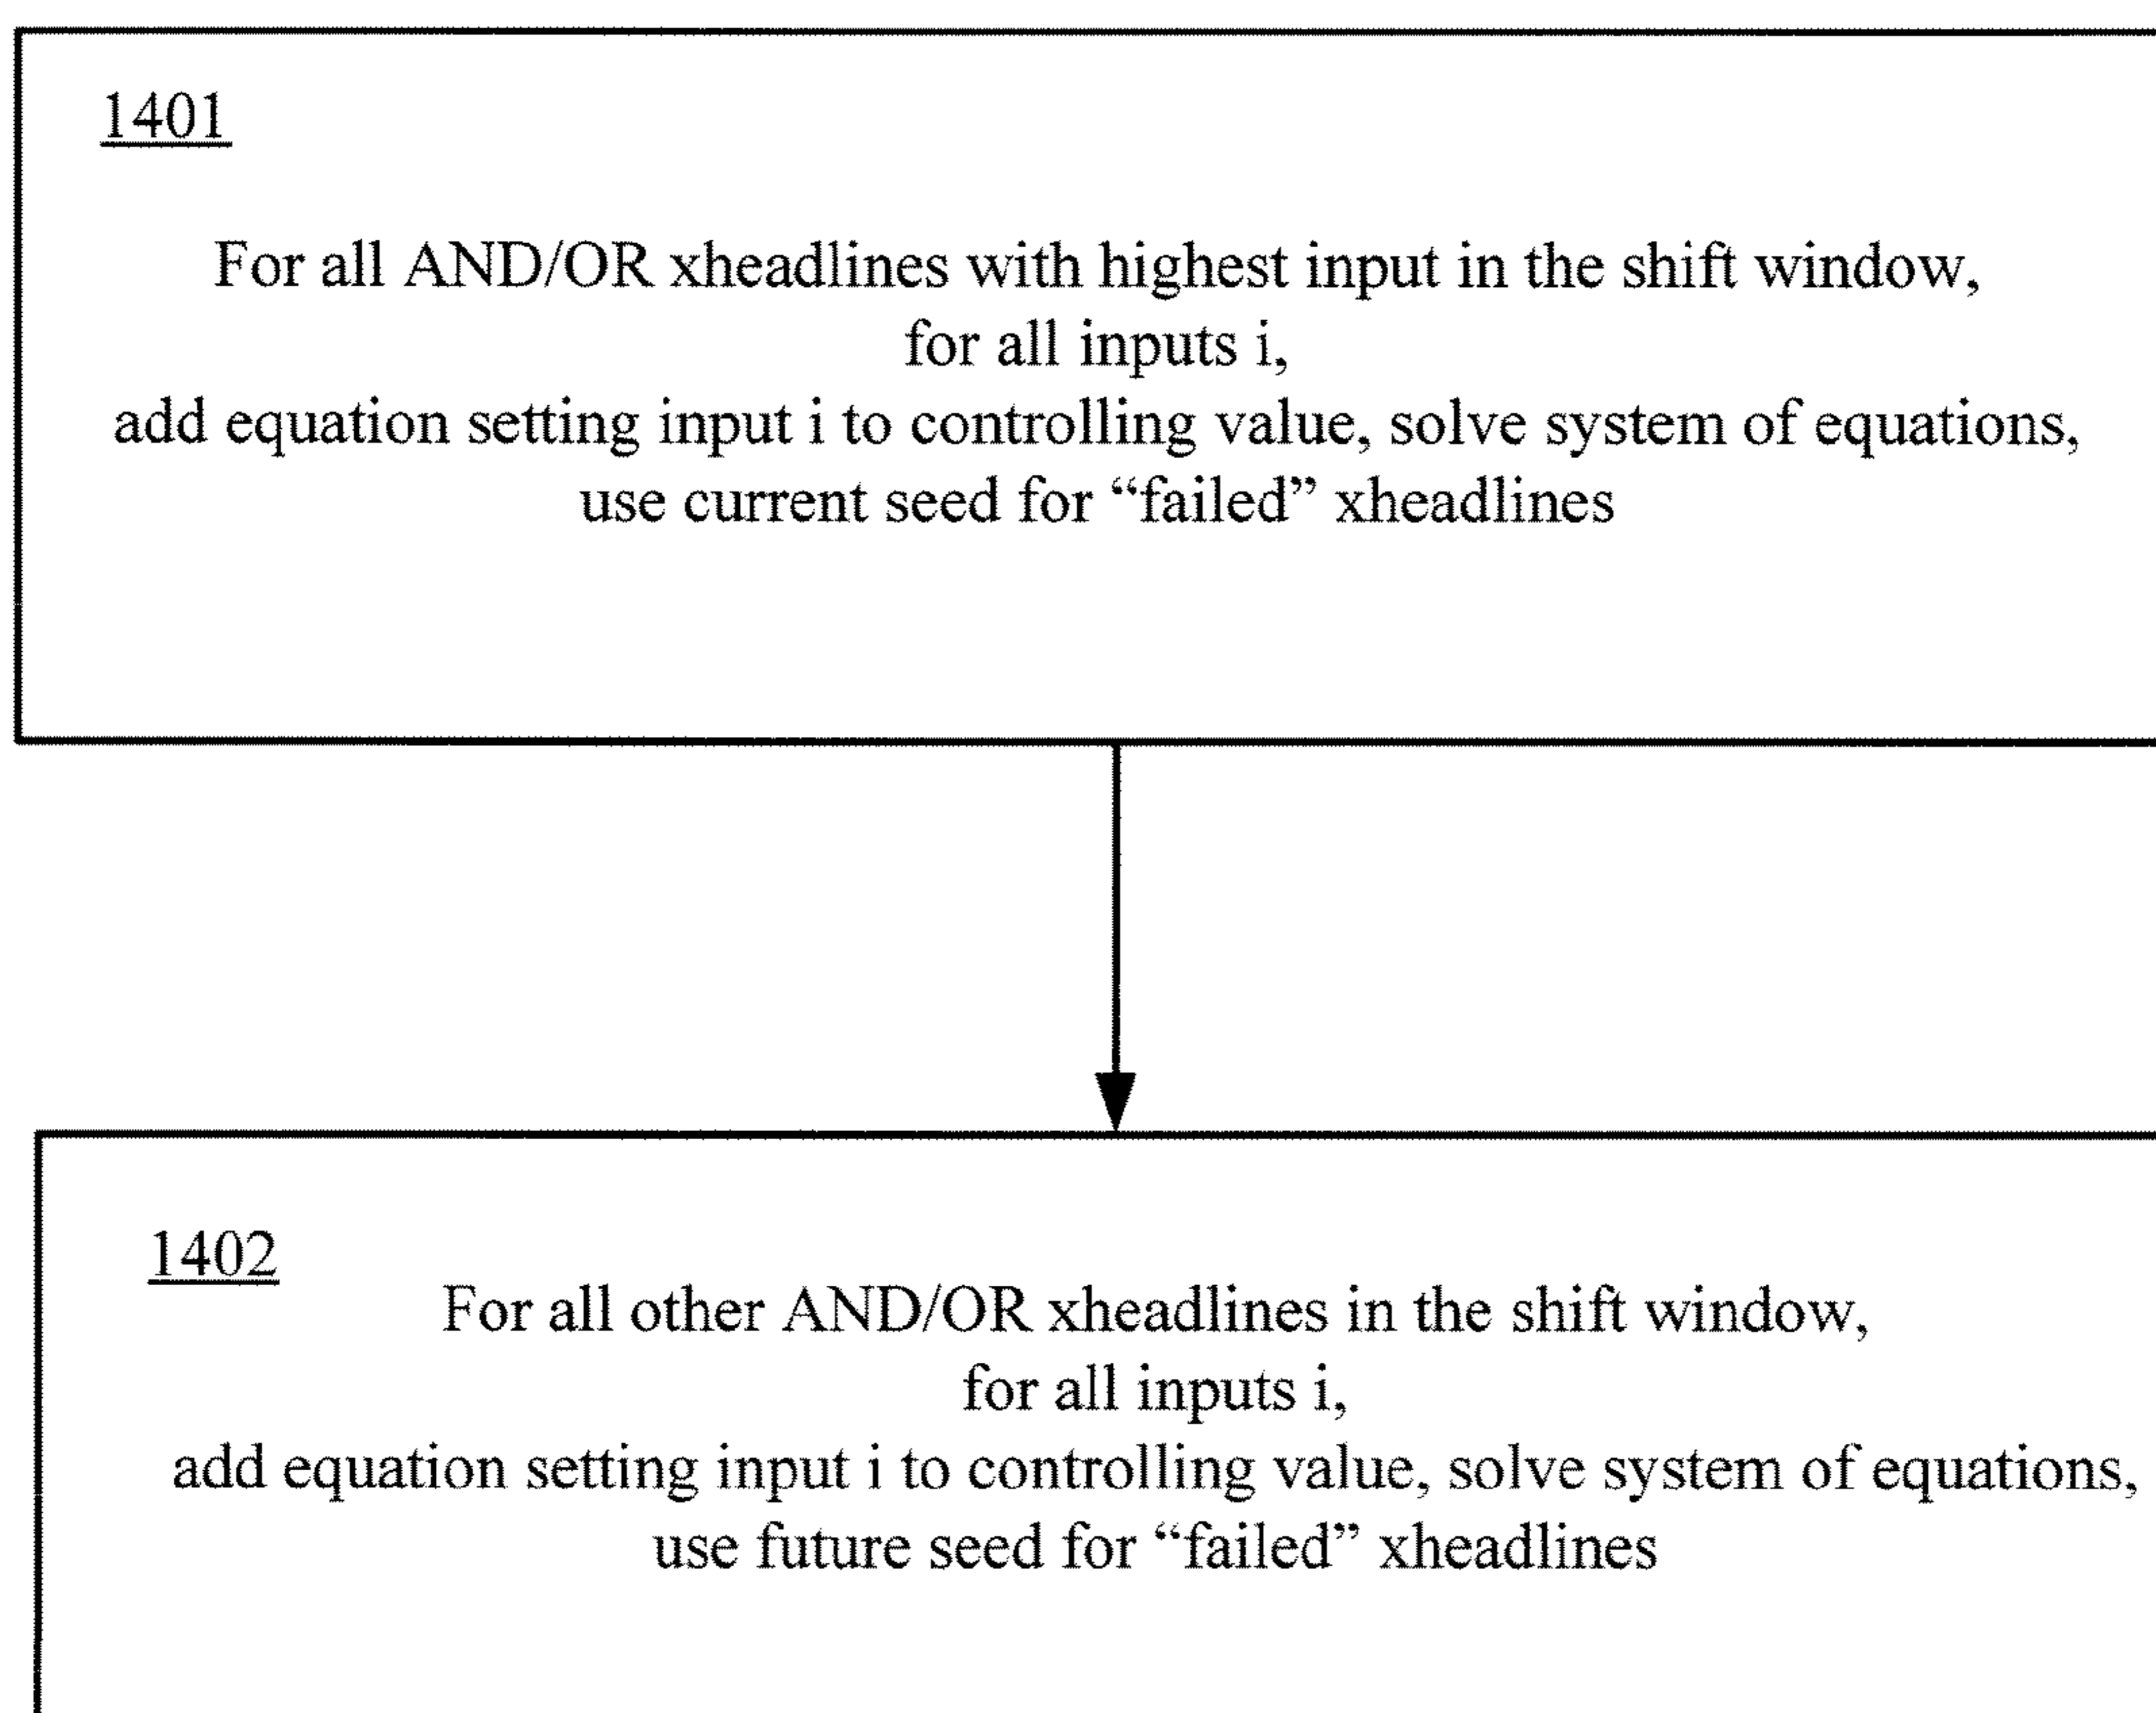 1401
For all AND/OR xheadlines with highest input in the shift window,
for all inputs i,
add equation setting input i to controlling value, solve system of equations,
use current seed for “failed” xheadlines
1402
For all other AND/OR xheadlines in the shift window,
for all inputs i,
add equation setting input i to controlling value, solve system of equations,
use future seed for “failed” xheadlines